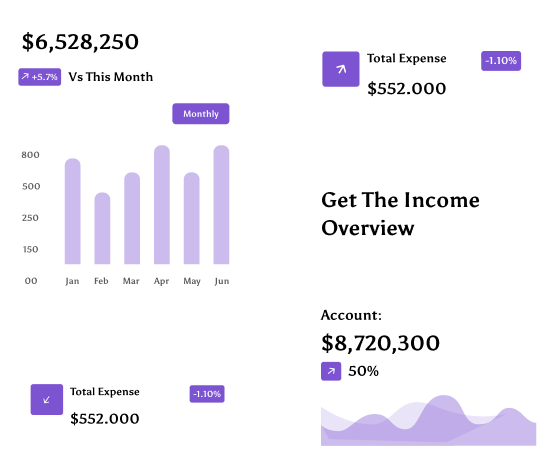 $6,528,250
+5.7% Vs This Month
Monthly
800
500
250
150
00 Jan Feb Mar Apr May Jun
Total Expense -1.10%
$552.000
Total Expense -1.10%
$552.000
Get The Income
Overview
Account:
$8,720,300
50%